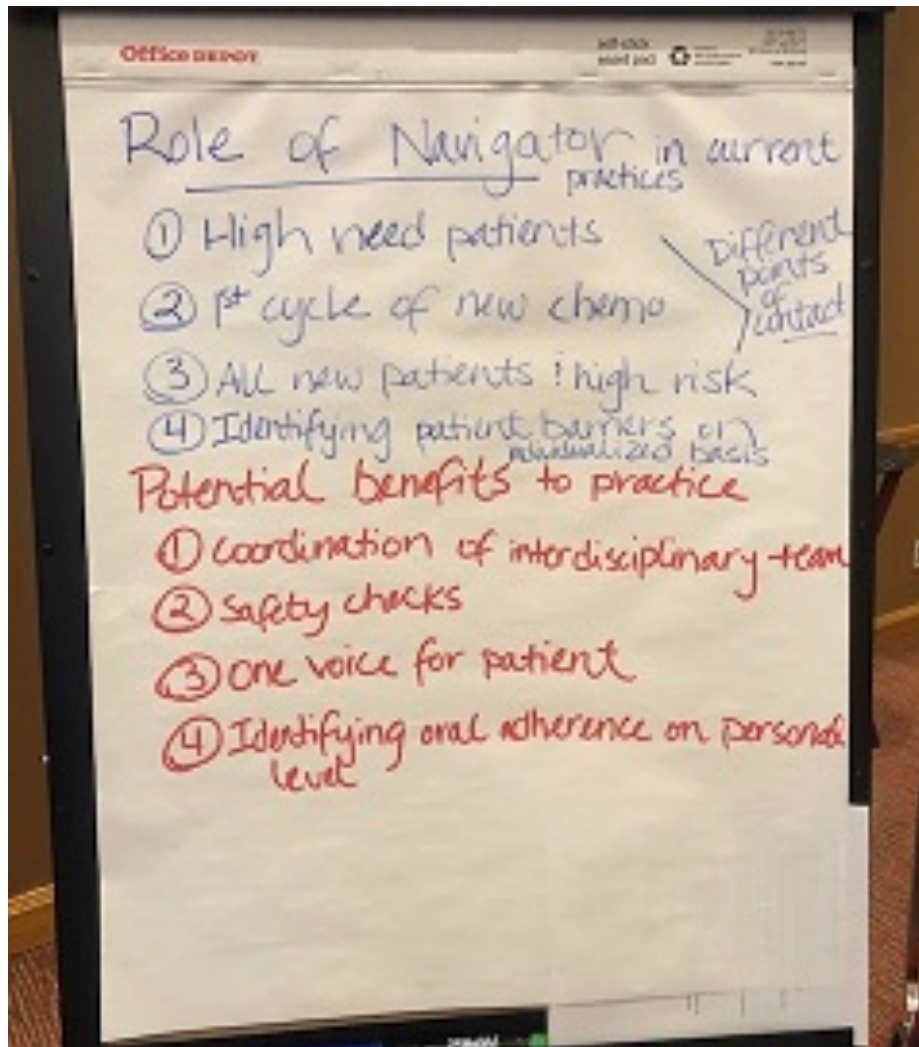 Office DEPOT
Role of Navigator in current
practices
① High need patients
Different
points
of
contact
② 1st cycle of new chemo
③ All new patients ! high risk
④ Identifying patient barriers on
individualized basis
Potential benefits to practice
① Coordination of interdisciplinary team
② Safety checks
③ One voice for patient
④ Identifying oral adherence on personal
level